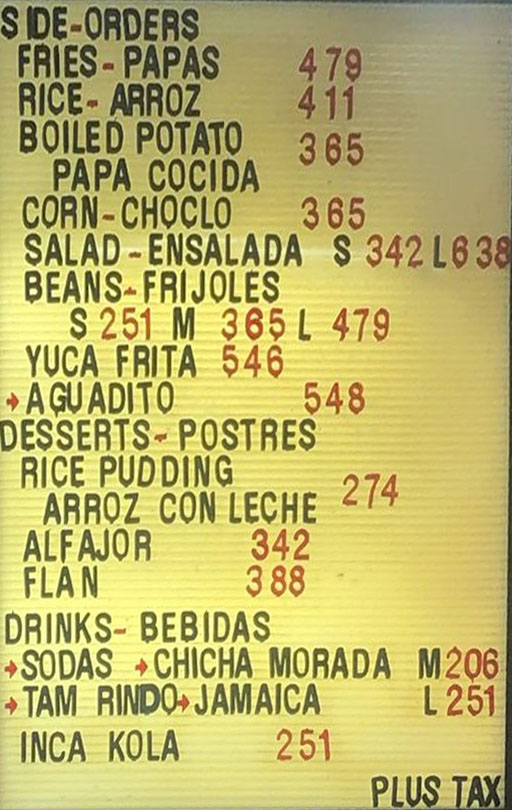 SIDE-ORDERS
FRIES-PAPAS 479
RICE-ARROZ 411
BOILED POTATO 365
PAPA COCIDA
CORN-CHOCLO 365
SALAD-ENSALADA S 342 L 638
BEANS-FRIJOLES
S 251 M 365 L 479
YUCA FRITA 546
→AGUADITO 548
DESSERTS-POSTRES
RICE PUDDING 274
ARROZ CON LECHE
ALFAJOR 342
FLAN 388
DRINKS-BEBIDAS
→SODAS →CHICHA MORADA M 206
→TAM RINDO→JAMAICA L 251
INCA KOLA 251
PLUS TAX